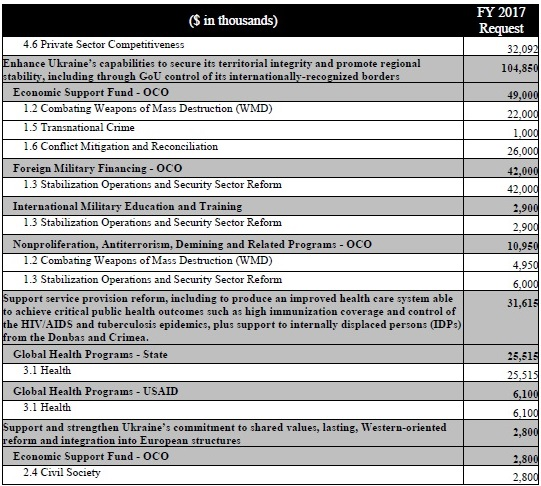 ($ in thousands) FY 2017 Request
4.6 Private Sector Competitiveness 32,092
Enhance Ukraine's capabilities to secure its territorial integrity and promote regional 104,850
stability, including through GoU control of its internationally-recognized borders
Economic Support Fund - OCO 49,000
1.2 Combating Weapons of Mass Destruction (WMD) 22,000
1.5 Transnational Crime 1,000
1.6 Conflict Mitigation and Reconciliation 26,000
Foreign Military Financing - OCO 42,000
1.3 Stabilization Operations and Security Sector Reform 42,000
International Military Education and Training 2,900
1.3 Stabilization Operations and Security Sector Reform 2,900
Nonproliferation, Antiterrorism, Demining and Related Programs - OCO 10,950
1.2 Combating Weapons of Mass Destruction (WMD) 4,950
1.3 Stabilization Operations and Security Sector Reform 6,000
Support service provision reform, including to produce an improved health care system able 31,615
to achieve critical public health outcomes such as high immunization coverage and control of
the HIV/AIDS and tuberculosis epidemics, plus support to internally displaced persons (IDPs)
from the Donbas and Crimea.
Global Health Programs - State 25,515
3.1 Health 25,515
Global Health Programs - USAID 6,100
3.1 Health 6,100
Support and strengthen Ukraine's commitment to shared values, lasting, Western-oriented 2,800
reform and integration into European structures
Economic Support Fund - OCO 2,800
2.4 Civil Society 2,800